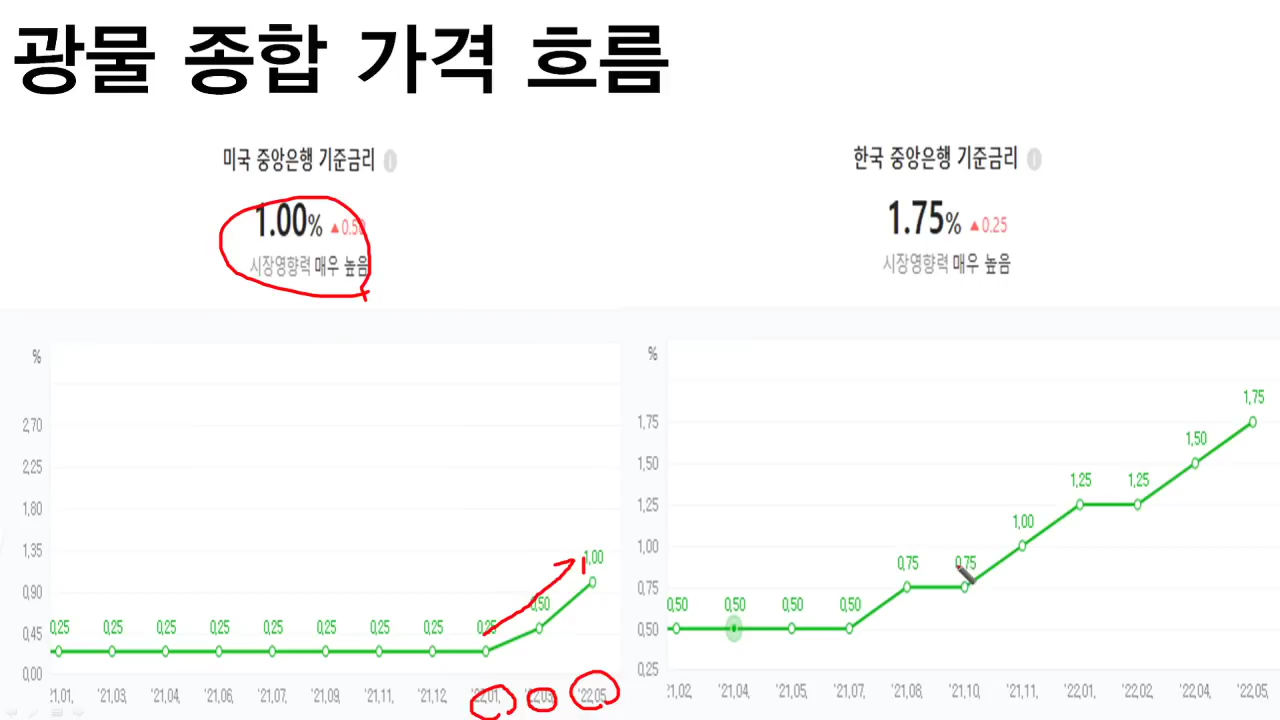 광물 종합 가격 흐름
미국 중앙은행 기준금리
1.00% ▲0.50
시장영향력 매우 높음
%
2,70
2,25
1,80
1,35
0,90
0,45
0,00
0,25 0,25 0,25 0,25 0,25 0,25 0,25 0,25 0,25 0,50 1,00
'21,01, '21,03, '21,04, '21,06, '21,07, '21,09, '21,11, '21,12, '22,01, '22,03, '22,05,
한국 중앙은행 기준금리
1.75% ▲0.25
시장영향력 매우 높음
%
1,75
1,50
1,25
1,00
0,75
0,50
0,25
0,50 0,50 0,50 0,50 0,75 0,75 1,00 1,25 1,25 1,50 1,75
'21,02, '21,04, '21,05, '21,07, '21,08, '21,10, '21,11, '22,01, '22,02, '22,04, '22,05,